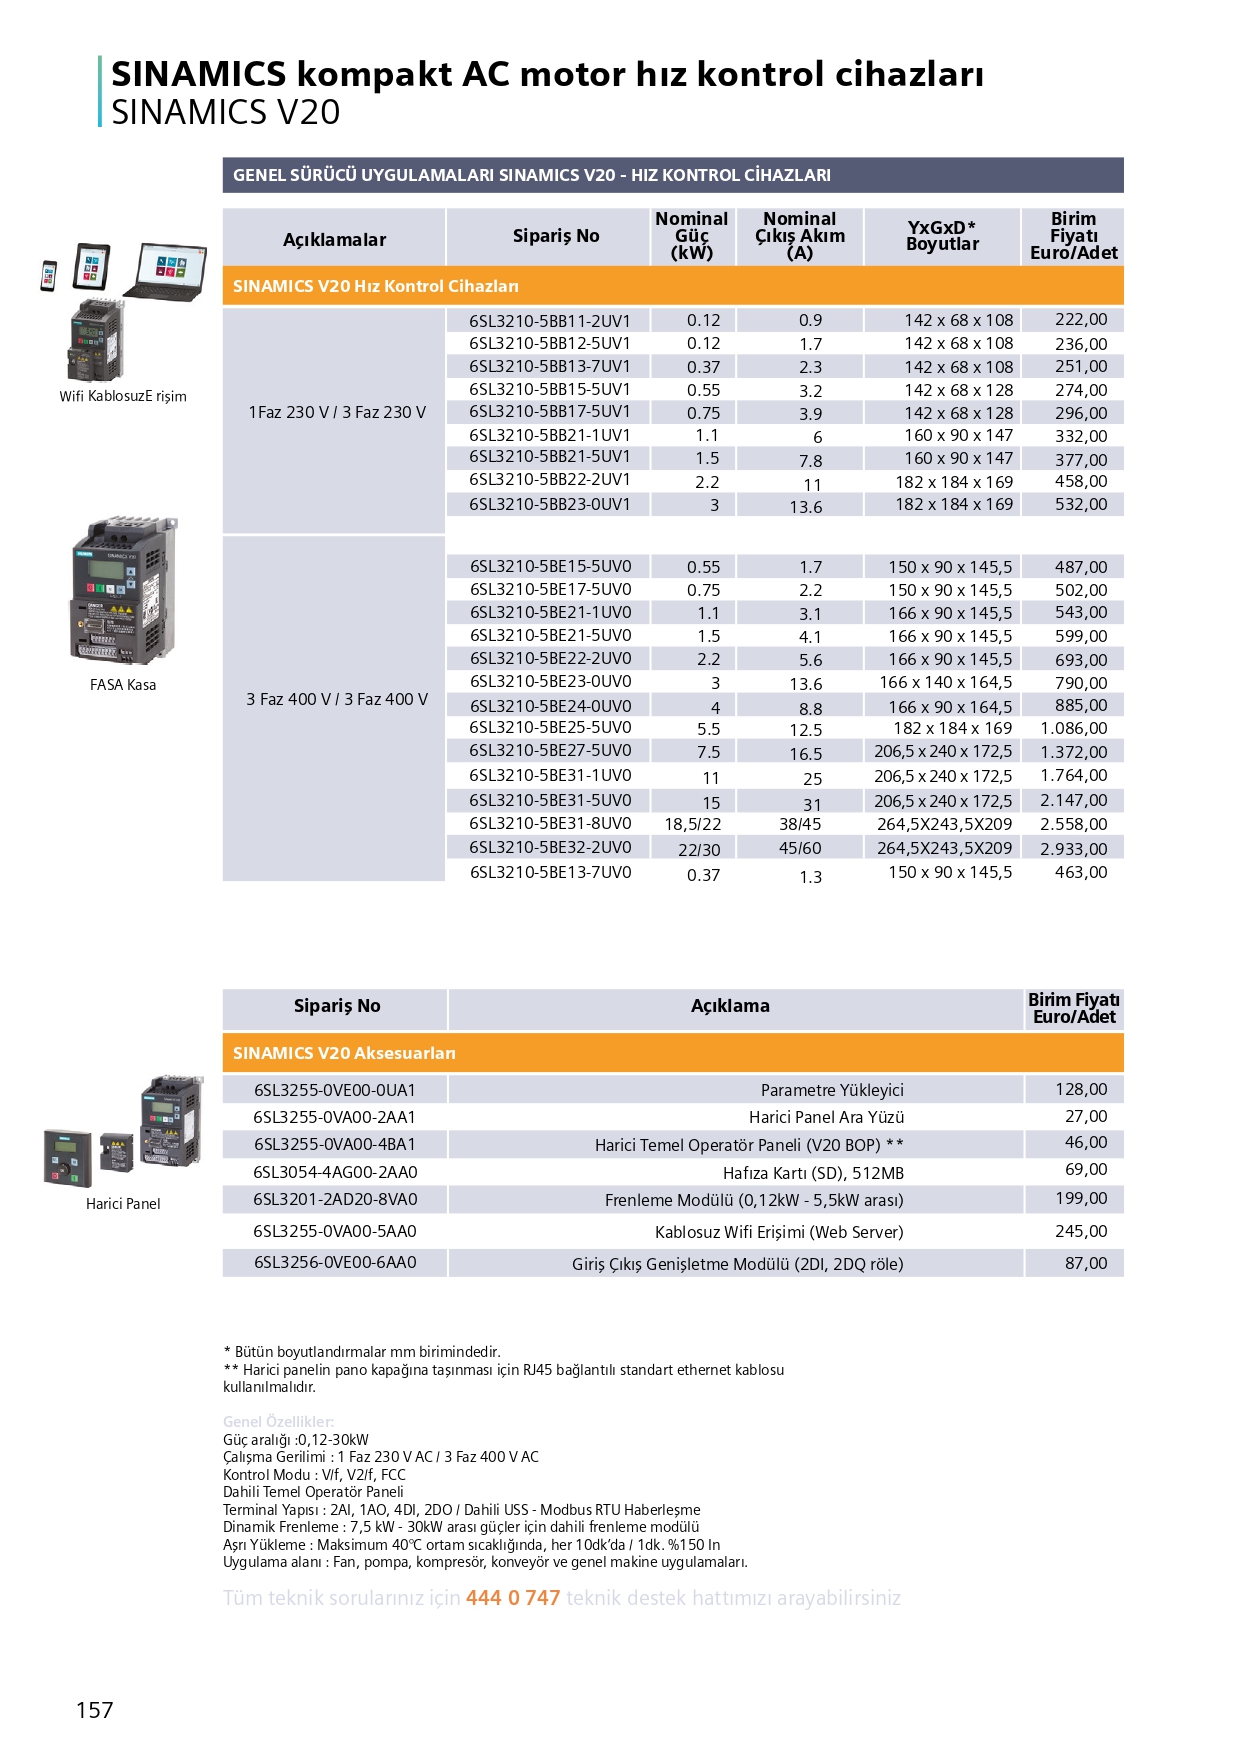 SINAMICS kompakt AC motor hız kontrol cihazları
SINAMICS V20
GENEL SÜRÜCÜ UYGULAMALARI SINAMICS V20 - HIZ KONTROL CİHAZLARI
Açıklamalar Sipariş No Nominal Güç (kW) Nominal Çıkış Akım (A) YxGxD* Boyutlar Birim Fiyatı Euro/Adet
SINAMICS V20 Hız Kontrol Cihazları
Wifi KablosuzE rişim
1Faz 230 V / 3 Faz 230 V
6SL3210-5BB11-2UV1 0.12 0.9 142 x 68 x 108 222,00
6SL3210-5BB12-5UV1 0.12 1.7 142 x 68 x 108 236,00
6SL3210-5BB13-7UV1 0.37 2.3 142 x 68 x 108 251,00
6SL3210-5BB15-5UV1 0.55 3.2 142 x 68 x 128 274,00
6SL3210-5BB17-5UV1 0.75 3.9 142 x 68 x 128 296,00
6SL3210-5BB21-1UV1 1.1 6 160 x 90 x 147 332,00
6SL3210-5BB21-5UV1 1.5 7.8 160 x 90 x 147 377,00
6SL3210-5BB22-2UV1 2.2 11 182 x 184 x 169 458,00
6SL3210-5BB23-0UV1 3 13.6 182 x 184 x 169 532,00
FASA Kasa
3 Faz 400 V / 3 Faz 400 V
6SL3210-5BE15-5UV0 0.55 1.7 150 x 90 x 145,5 487,00
6SL3210-5BE17-5UV0 0.75 2.2 150 x 90 x 145,5 502,00
6SL3210-5BE21-1UV0 1.1 3.1 166 x 90 x 145,5 543,00
6SL3210-5BE21-5UV0 1.5 4.1 166 x 90 x 145,5 599,00
6SL3210-5BE22-2UV0 2.2 5.6 166 x 90 x 145,5 693,00
6SL3210-5BE23-0UV0 3 13.6 166 x 140 x 164,5 790,00
6SL3210-5BE24-0UV0 4 8.8 166 x 90 x 164,5 885,00
6SL3210-5BE25-5UV0 5.5 12.5 182 x 184 x 169 1.086,00
6SL3210-5BE27-5UV0 7.5 16.5 206,5 x 240 x 172,5 1.372,00
6SL3210-5BE31-1UV0 11 25 206,5 x 240 x 172,5 1.764,00
6SL3210-5BE31-5UV0 15 31 206,5 x 240 x 172,5 2.147,00
6SL3210-5BE31-8UV0 18,5/22 38/45 264,5X243,5X209 2.558,00
6SL3210-5BE32-2UV0 22/30 45/60 264,5X243,5X209 2.933,00
6SL3210-5BE13-7UV0 0.37 1.3 150 x 90 x 145,5 463,00
Sipariş No Açıklama Birim Fiyatı Euro/Adet
SINAMICS V20 Aksesuarları
6SL3255-0VE00-0UA1 Parametre Yükleyici 128,00
6SL3255-0VA00-2AA1 Harici Panel Ara Yüzü 27,00
6SL3255-0VA00-4BA1 Harici Temel Operatör Paneli (V20 BOP) ** 46,00
6SL3054-4AG00-2AA0 Hafıza Kartı (SD), 512MB 69,00
6SL3201-2AD20-8VA0 Frenleme Modülü (0,12kW - 5,5kW arası) 199,00
6SL3255-0VA00-5AA0 Kablosuz Wifi Erişimi (Web Server) 245,00
6SL3256-0VE00-6AA0 Giriş Çıkış Genişletme Modülü (2DI, 2DQ röle) 87,00
Harici Panel
* Bütün boyutlandırmalar mm birimindedir.
** Harici panelin pano kapağına taşınması için RJ45 bağlantılı standart ethernet kablosu
kullanılmalıdır.
Genel Özellikler:
Güç aralığı :0,12-30kW
Çalışma Gerilimi : 1 Faz 230 V AC / 3 Faz 400 V AC
Kontrol Modu : V/f, V2/f, FCC
Dahili Temel Operatör Paneli
Terminal Yapısı : 2AI, 1AO, 4DI, 2DO / Dahili USS - Modbus RTU Haberleşme
Dinamik Frenleme : 7,5 kW - 30kW arası güçler için dahili frenleme modülü
Aşrı Yükleme : Maksimum 40°C ortam sıcaklığında, her 10dk’da / 1dk. %150 In
Uygulama alanı : Fan, pompa, kompresör, konveyör ve genel makine uygulamaları.
Tüm teknik sorularınız için 444 0 747 teknik destek hattımızı arayabilirsiniz
157